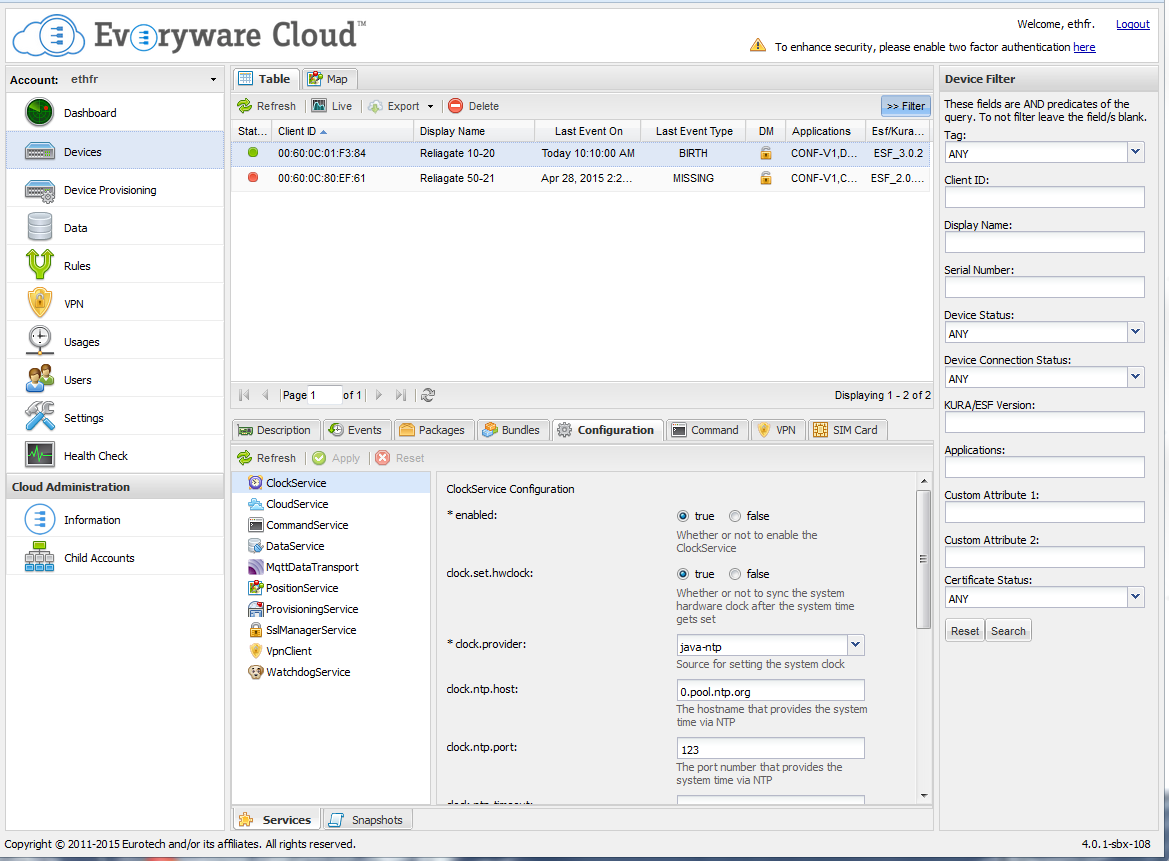 Everyware Cloud™
Welcome, ethfr. Logout
To enhance security, please enable two factor authentication here
Account: ethfr
Dashboard
Devices
Device Provisioning
Data
Rules
VPN
Usages
Users
Settings
Health Check
Cloud Administration
Information
Child Accounts
Table Map
Refresh Live Export Delete >> Filter
Stat... Client ID Display Name Last Event On Last Event Type DM Applications Esf/Kura...
00:60:0C:01:F3:84 Reliagate 10-20 Today 10:10:00 AM BIRTH CONF-V1,D... ESF_3.0.2
00:60:0C:80:EF:61 Reliagate 50-21 Apr 28, 2015 2:2... MISSING CONF-V1,C... ESF_2.0....
Page 1 of 1 Displaying 1 - 2 of 2
Description Events Packages Bundles Configuration Command VPN SIM Card
Refresh Apply Reset
ClockService
CloudService
CommandService
DataService
MqttDataTransport
PositionService
ProvisioningService
SslManagerService
VpnClient
WatchdogService
ClockService Configuration
* enabled: true false
Whether or not to enable the
ClockService
clock.set.hwclock: true false
Whether or not to sync the system
hardware clock after the system time
gets set
* clock.provider: java-ntp
Source for setting the system clock
clock.ntp.host: 0.pool.ntp.org
The hostname that provides the system
time via NTP
clock.ntp.port: 123
The port number that provides the
system time via NTP
clock.ntp.timeout:
Services Snapshots
Device Filter
These fields are AND predicates of the
query. To not filter leave the field/s blank.
Tag:
ANY
Client ID:
Display Name:
Serial Number:
Device Status:
ANY
Device Connection Status:
ANY
KURA/ESF Version:
Applications:
Custom Attribute 1:
Custom Attribute 2:
Certificate Status:
ANY
Reset Search
Copyright © 2011-2015 Eurotech and/or its affiliates. All rights reserved. 4.0.1-sbx-108